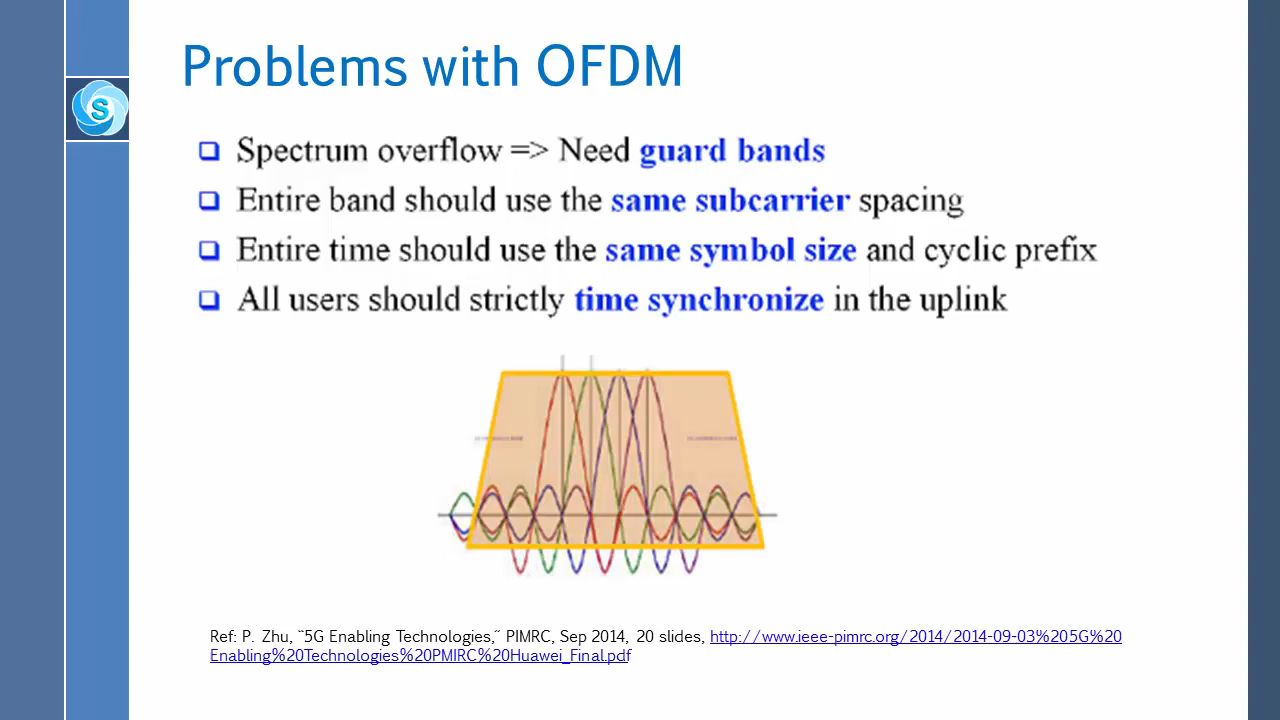 Problems with OFDM
S
Spectrum overflow => Need guard bands
Entire band should use the same subcarrier spacing
Entire time should use the same symbol size and cyclic prefix
All users should strictly time synchronize in the uplink
Ref: P. Zhu, "5G Enabling Technologies," PIMRC, Sep 2014, 20 slides, http://www.ieee-pimrc.org/2014/2014-09-03%205G%20
Enabling%20Technologies%20PMIRC%20Huawei_Final.pdf